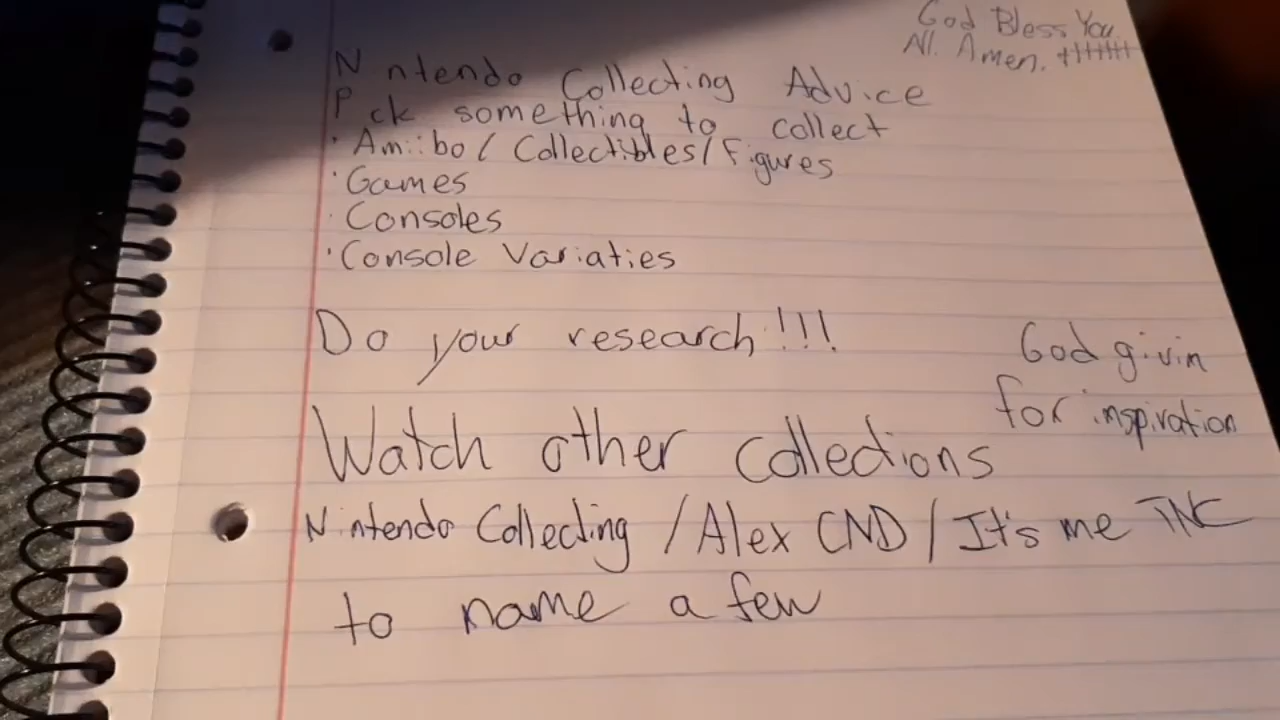 God Bless You
All. Amen. +++++++
Nintendo Collecting Advice
Pick something to collect
· Amiibo / Collectibles / Figures
· Games
· Consoles
· Console Variaties
Do your research!!!
God givin
for inspiration
Watch other collections
Nintendo Collecting / Alex CND / It's me TNC
to name a few